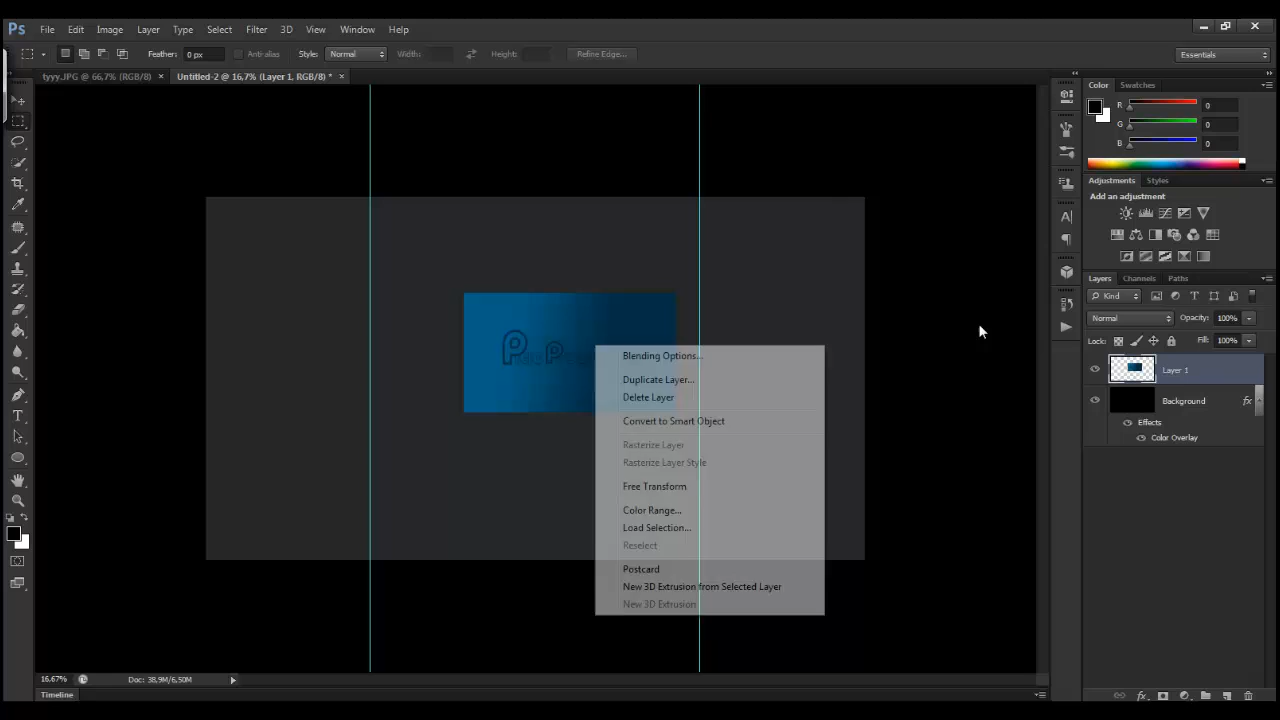 Ps File Edit Image Layer Type Select Filter 3D View Window Help
Feather: 0 px Anti-alias Style: Normal Width: Height: Refine Edge... Essentials
tyyy.JPG @ 66,7% (RGB/8) × Untitled-2 @ 16,7% (Layer 1, RGB/8) * ×
Color Swatches
R 0
G 0
B 0
Adjustments Styles
Add an adjustment
Layers Channels Paths
Kind
Normal Opacity: 100%
Lock: Fill: 100%
Layer 1
Background fx
Effects
Color Overlay
Blending Options...
Duplicate Layer...
Delete Layer
Convert to Smart Object
Rasterize Layer
Rasterize Layer Style
Free Transform
Color Range...
Load Selection...
Reselect
Postcard
New 3D Extrusion from Selected Layer
New 3D Extrusion
16.67% Doc: 38,9M/6,50M
Timeline